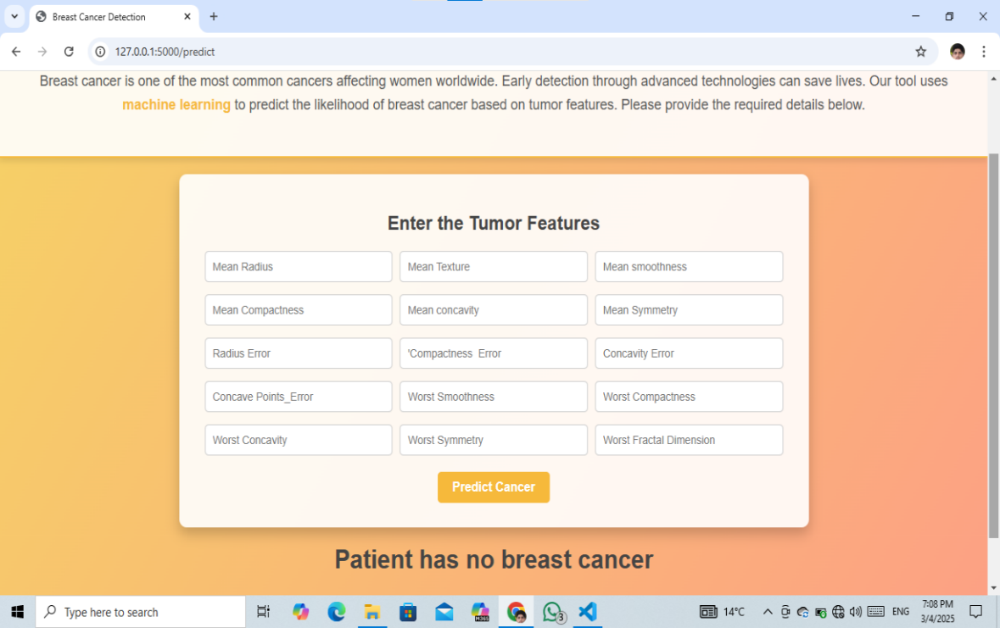 Breast Cancer Detection
127.0.0.1:5000/predict
Breast cancer is one of the most common cancers affecting women worldwide. Early detection through advanced technologies can save lives. Our tool uses
machine learning to predict the likelihood of breast cancer based on tumor features. Please provide the required details below.
Enter the Tumor Features
Mean Radius Mean Texture Mean smoothness
Mean Compactness Mean concavity Mean Symmetry
Radius Error 'Compactness Error Concavity Error
Concave Points_Error Worst Smoothness Worst Compactness
Worst Concavity Worst Symmetry Worst Fractal Dimension
Predict Cancer
Patient has no breast cancer
Type here to search M365 3 14°C ENG 7:08 PM
3/4/2025